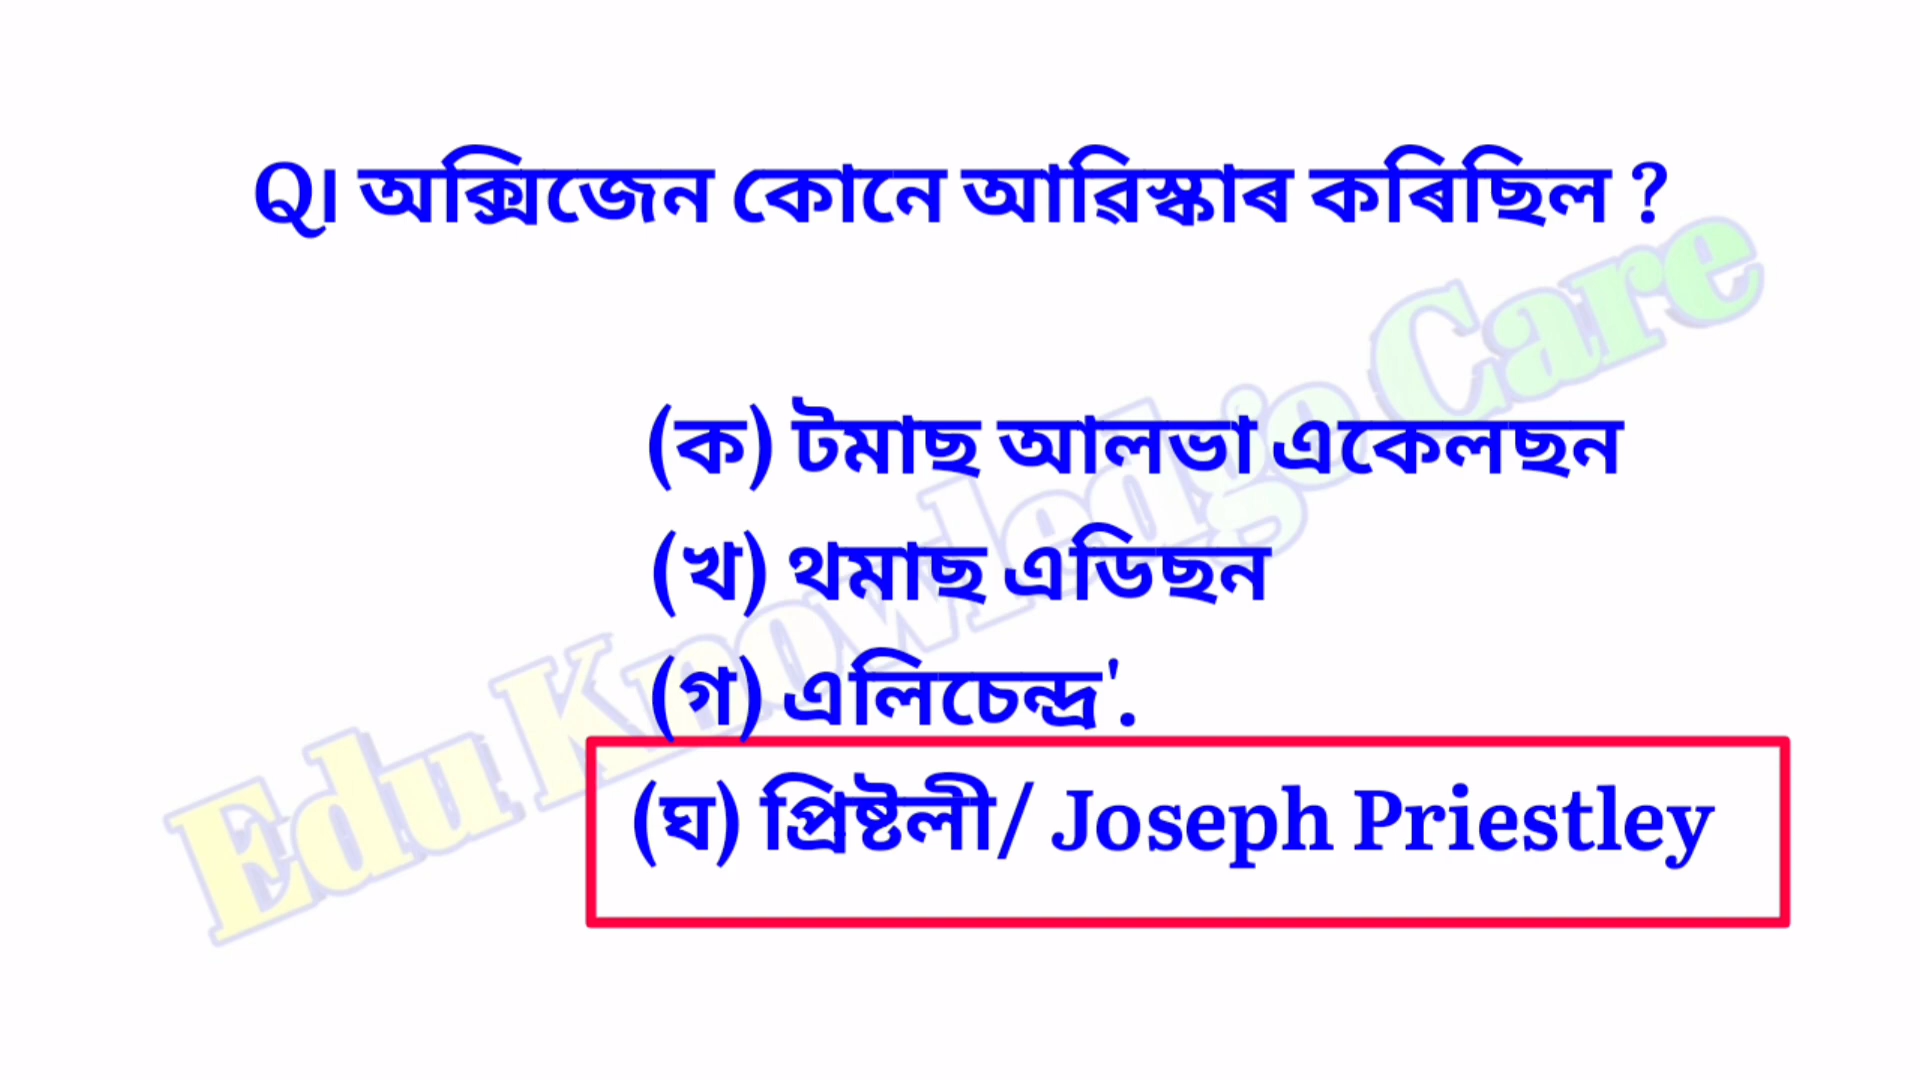 Q। অক্সিজেন কোনে আৱিস্কাৰ কৰিছিল ?
(ক) টমাছ আলভা একেলছন
(খ) থমাছ এডিছন
(গ) এলিচেন্দ্ৰ'.
(ঘ) প্ৰিষ্টলী/ Joseph Priestley
Edu Knowledge Care